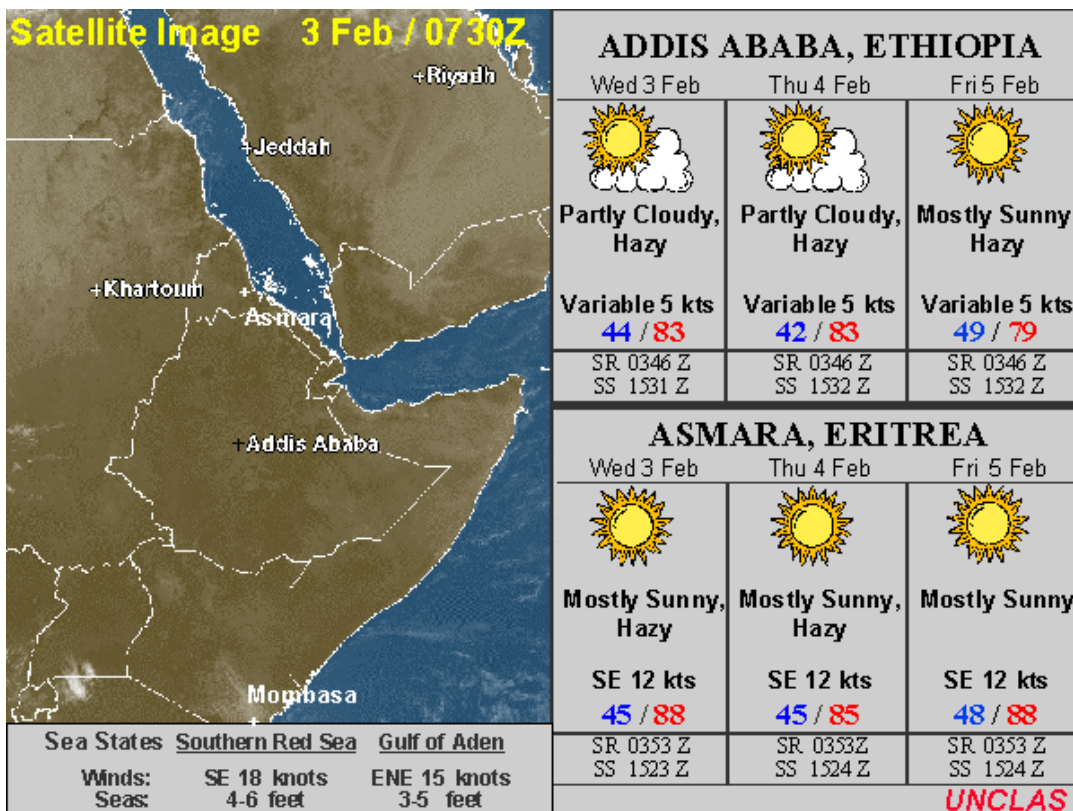 Satellite Image 3 Feb / 0730Z
+Riyadh
+Jeddah
+Khartoum
+
Asmara
+Addis Ababa
Mombasa
+
Sea States Southern Red Sea Gulf of Aden
Winds: SE 18 knots ENE 15 knots
Seas: 4-6 feet 3-5 feet
ADDIS ABABA, ETHIOPIA
Wed 3 Feb Thu 4 Feb Fri 5 Feb
Partly Cloudy, Partly Cloudy, Mostly Sunny
Hazy Hazy Hazy
Variable 5 kts Variable 5 kts Variable 5 kts
44 / 83 42 / 83 49 / 79
SR 0346 Z SR 0346 Z SR 0346 Z
SS 1531 Z SS 1532 Z SS 1532 Z
ASMARA, ERITREA
Wed 3 Feb Thu 4 Feb Fri 5 Feb
Mostly Sunny, Mostly Sunny, Mostly Sunny
Hazy Hazy
SE 12 kts SE 12 kts SE 12 kts
45 / 88 45 / 85 48 / 88
SR 0353 Z SR 0353Z SR 0353 Z
SS 1523 Z SS 1524 Z SS 1524 Z
UNCLAS